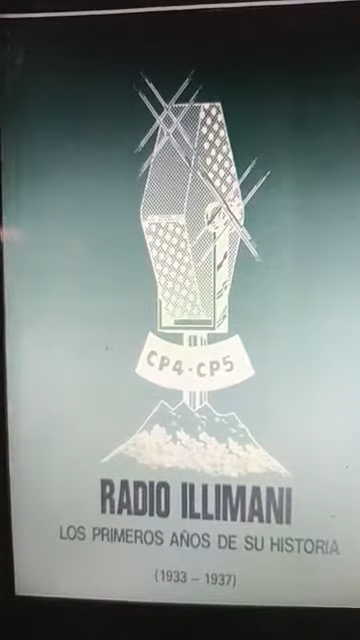 CP4-CP5
RADIO ILLIMANI
LOS PRIMEROS AÑOS DE SU HISTORIA
(1933 - 1937)